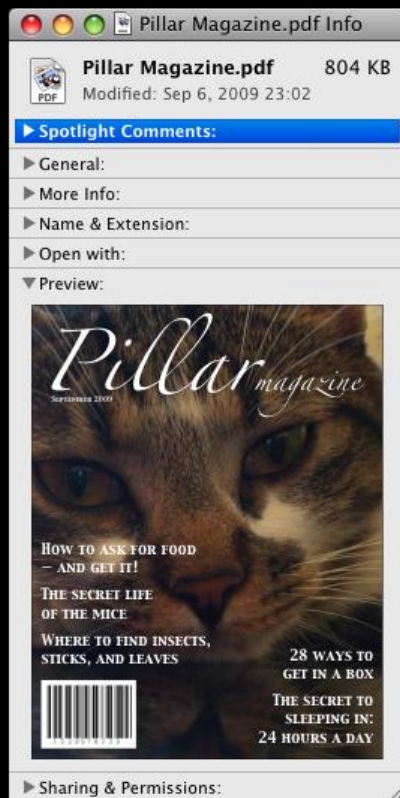 Pillar Magazine.pdf Info
PDF
Pillar Magazine.pdf 804 KB
Modified: Sep 6, 2009 23:02
Spotlight Comments:
General:
More Info:
Name & Extension:
Open with:
Preview:
Pillar magazine
September 2009
How to ask for food
– and get it!
The secret life
of the mice
Where to find insects,
sticks, and leaves
28 ways to
get in a box
The secret to
sleeping in:
24 hours a day
Sharing & Permissions: